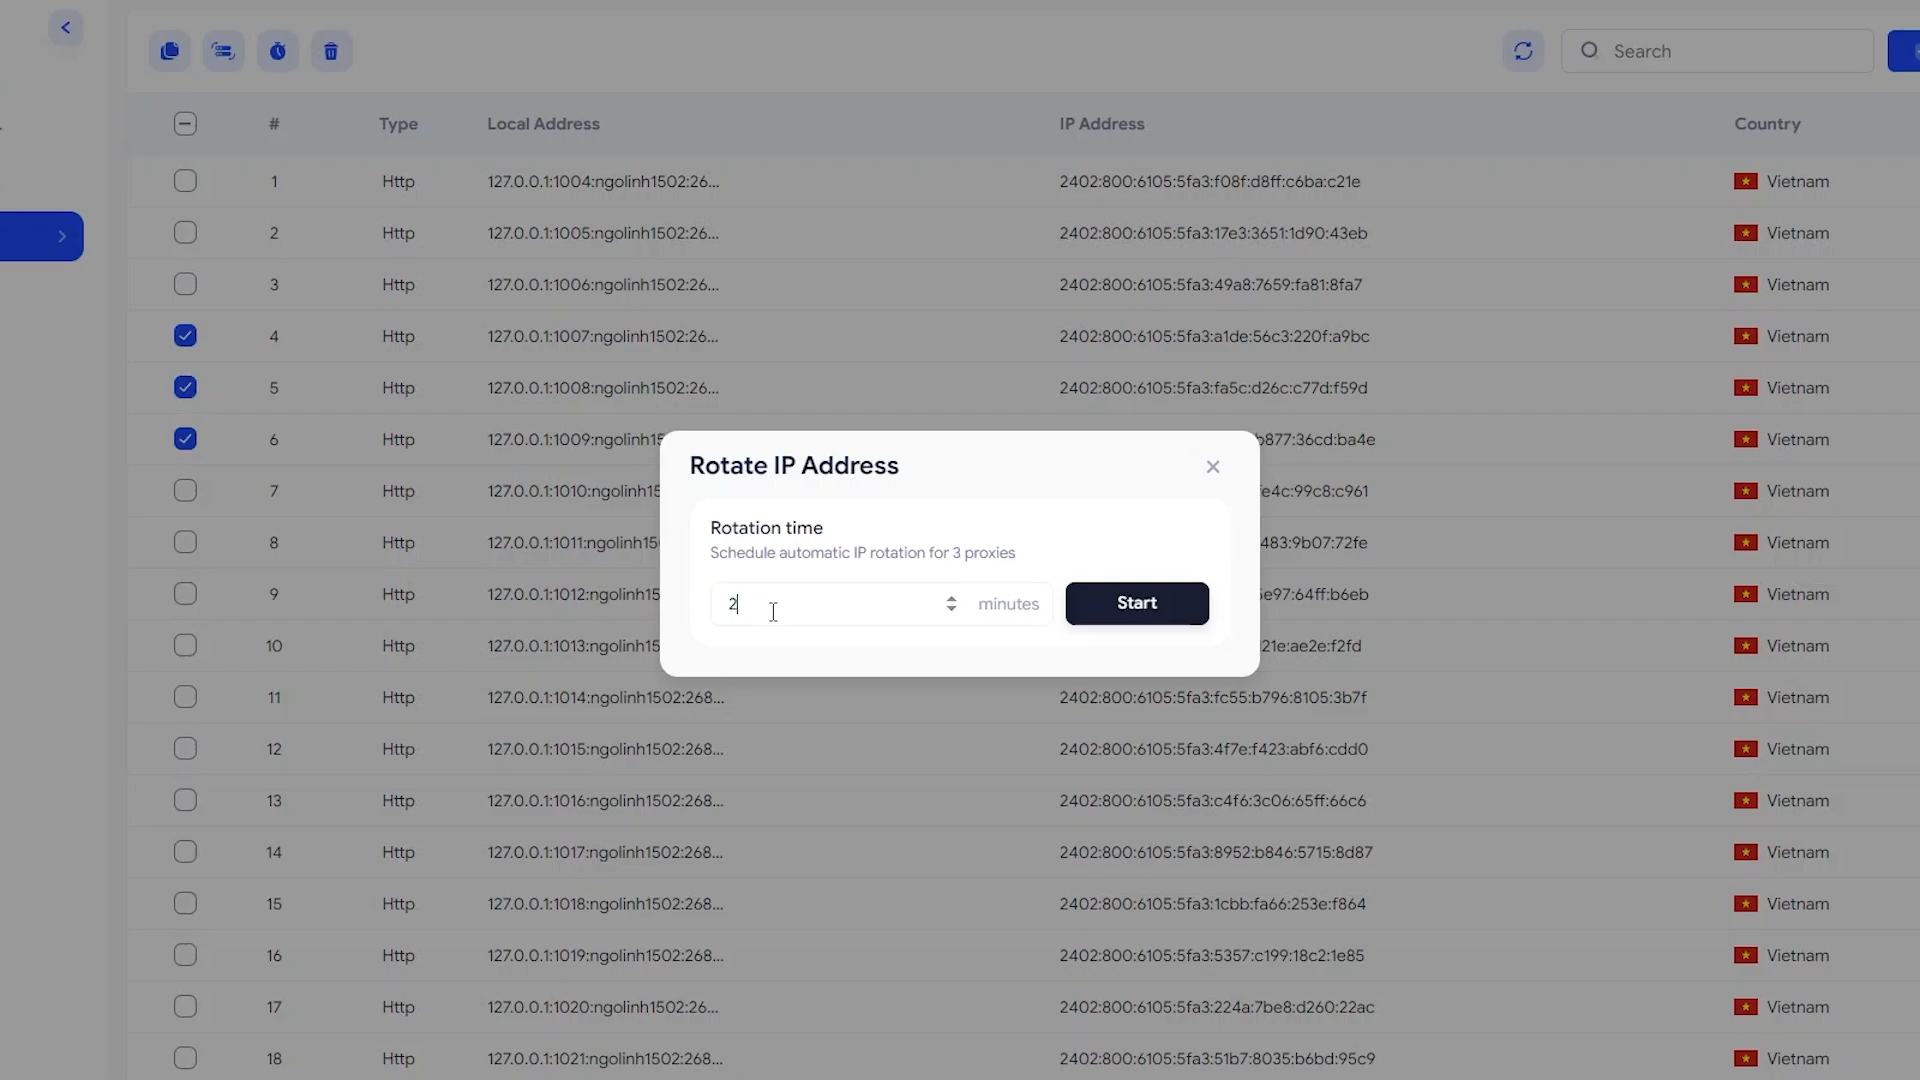 Search
# Type Local Address IP Address Country
1 Http 127.0.0.1:1004:ngolinh1502:26... 2402:800:6105:5fa3:f08f:d8ff:c6ba:c21e Vietnam
2 Http 127.0.0.1:1005:ngolinh1502:26... 2402:800:6105:5fa3:17e3:3651:1d90:43eb Vietnam
3 Http 127.0.0.1:1006:ngolinh1502:26... 2402:800:6105:5fa3:49a8:7659:fa81:8fa7 Vietnam
4 Http 127.0.0.1:1007:ngolinh1502:26... 2402:800:6105:5fa3:a1de:56c3:220f:a9bc Vietnam
5 Http 127.0.0.1:1008:ngolinh1502:26... 2402:800:6105:5fa3:fa5c:d26c:c77d:f59d Vietnam
6 Http 127.0.0.1:1009:ngolinh15 b877:36cd:ba4e Vietnam
7 Http 127.0.0.1:1010:ngolinh15 fe4c:99c8:c961 Vietnam
8 Http 127.0.0.1:1011:ngolinh150 483:9b07:72fe Vietnam
9 Http 127.0.0.1:1012:ngolinh15 5e97:64ff:b6eb Vietnam
10 Http 127.0.0.1:1013:ngolinh15 21e:ae2e:f2fd Vietnam
11 Http 127.0.0.1:1014:ngolinh1502:268... 2402:800:6105:5fa3:fc55:b796:8105:3b7f Vietnam
12 Http 127.0.0.1:1015:ngolinh1502:268... 2402:800:6105:5fa3:4f7e:f423:abf6:cdd0 Vietnam
13 Http 127.0.0.1:1016:ngolinh1502:268... 2402:800:6105:5fa3:c4f6:3c06:65ff:66c6 Vietnam
14 Http 127.0.0.1:1017:ngolinh1502:268... 2402:800:6105:5fa3:8952:b846:5715:8d87 Vietnam
15 Http 127.0.0.1:1018:ngolinh1502:268... 2402:800:6105:5fa3:1cbb:fa66:253e:f864 Vietnam
16 Http 127.0.0.1:1019:ngolinh1502:268... 2402:800:6105:5fa3:5357:c199:18c2:1e85 Vietnam
17 Http 127.0.0.1:1020:ngolinh1502:26... 2402:800:6105:5fa3:224a:7be8:d260:22ac Vietnam
18 Http 127.0.0.1:1021:ngolinh1502:268... 2402:800:6105:5fa3:51b7:8035:b6bd:95c9 Vietnam
Rotate IP Address
Rotation time
Schedule automatic IP rotation for 3 proxies
2 minutes Start